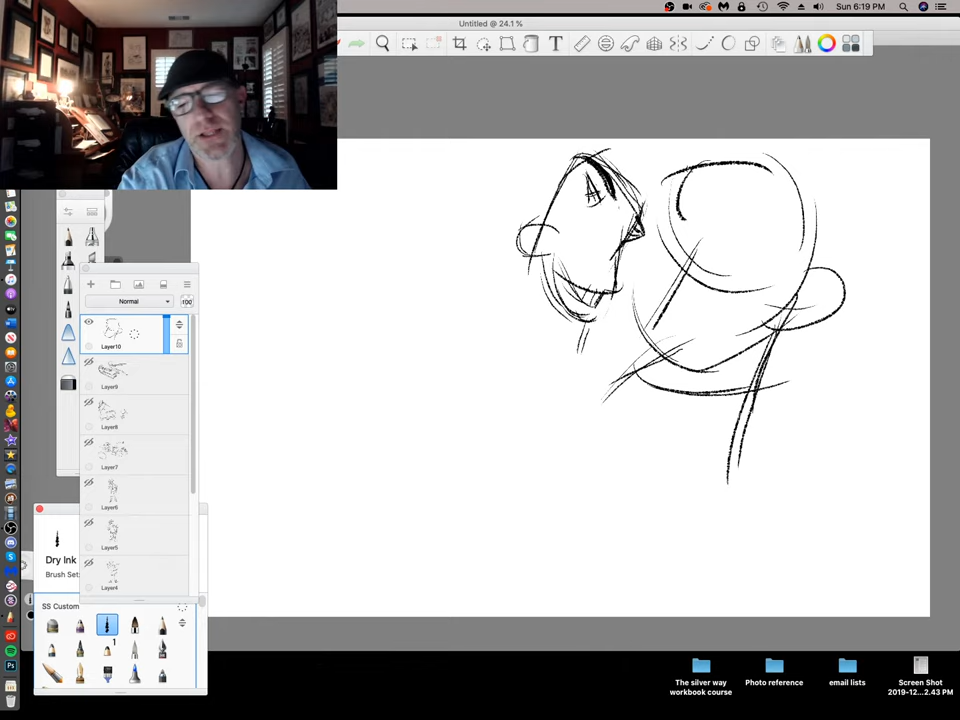 Sun 6:19 PM
Untitled @ 24.1 %
T
Normal
100
Layer10
Layer9
Layer8
Layer7
Layer6
Layer5
Layer4
Dry Ink
Brush Set:
SS Custom
1
The silver way
workbook course
Photo reference
email lists
Screen Shot
2019-12...2.43 PM